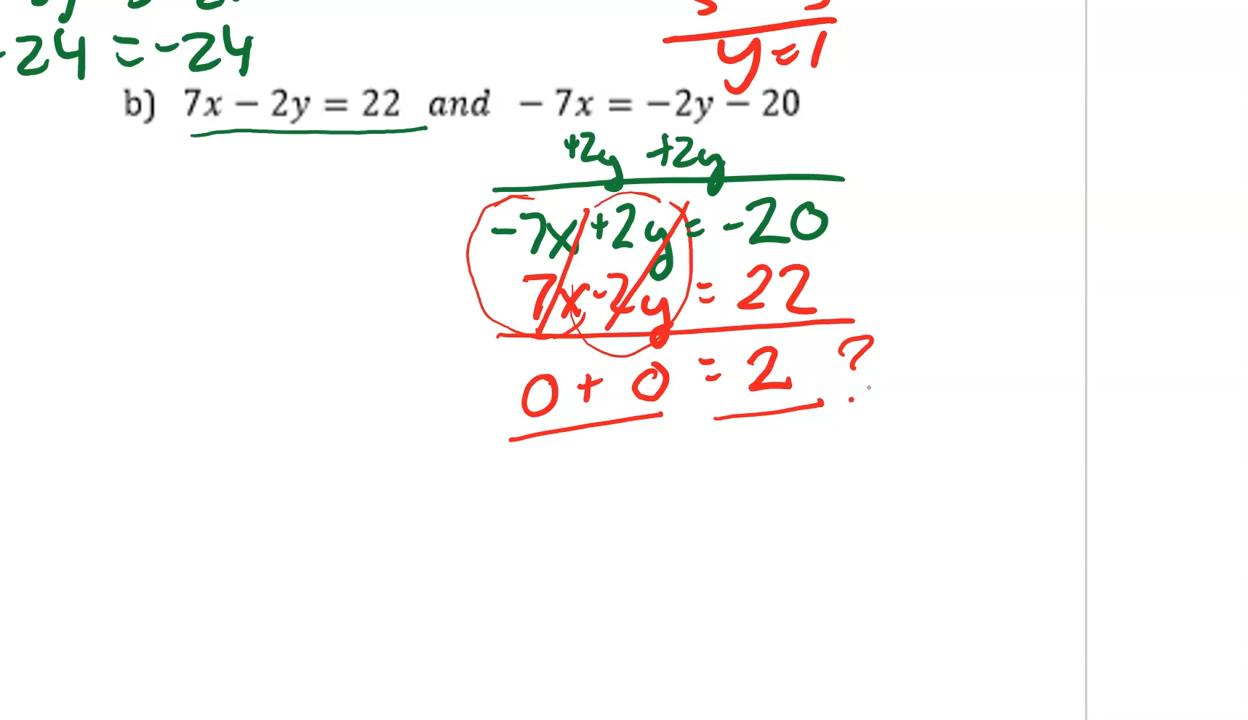 -24 = -24
y = 1
b) 7x − 2y = 22 and − 7x = −2y − 20
+2y +2y
-7x +2y = -20
7x -2y = 22
0 + 0 = 2 ?